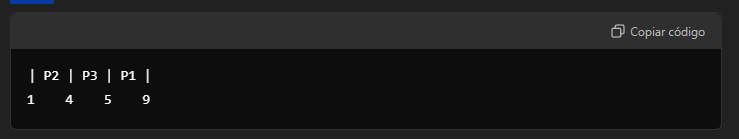 Copiar código
| P2 | P3 | P1 |
1    4    5    9